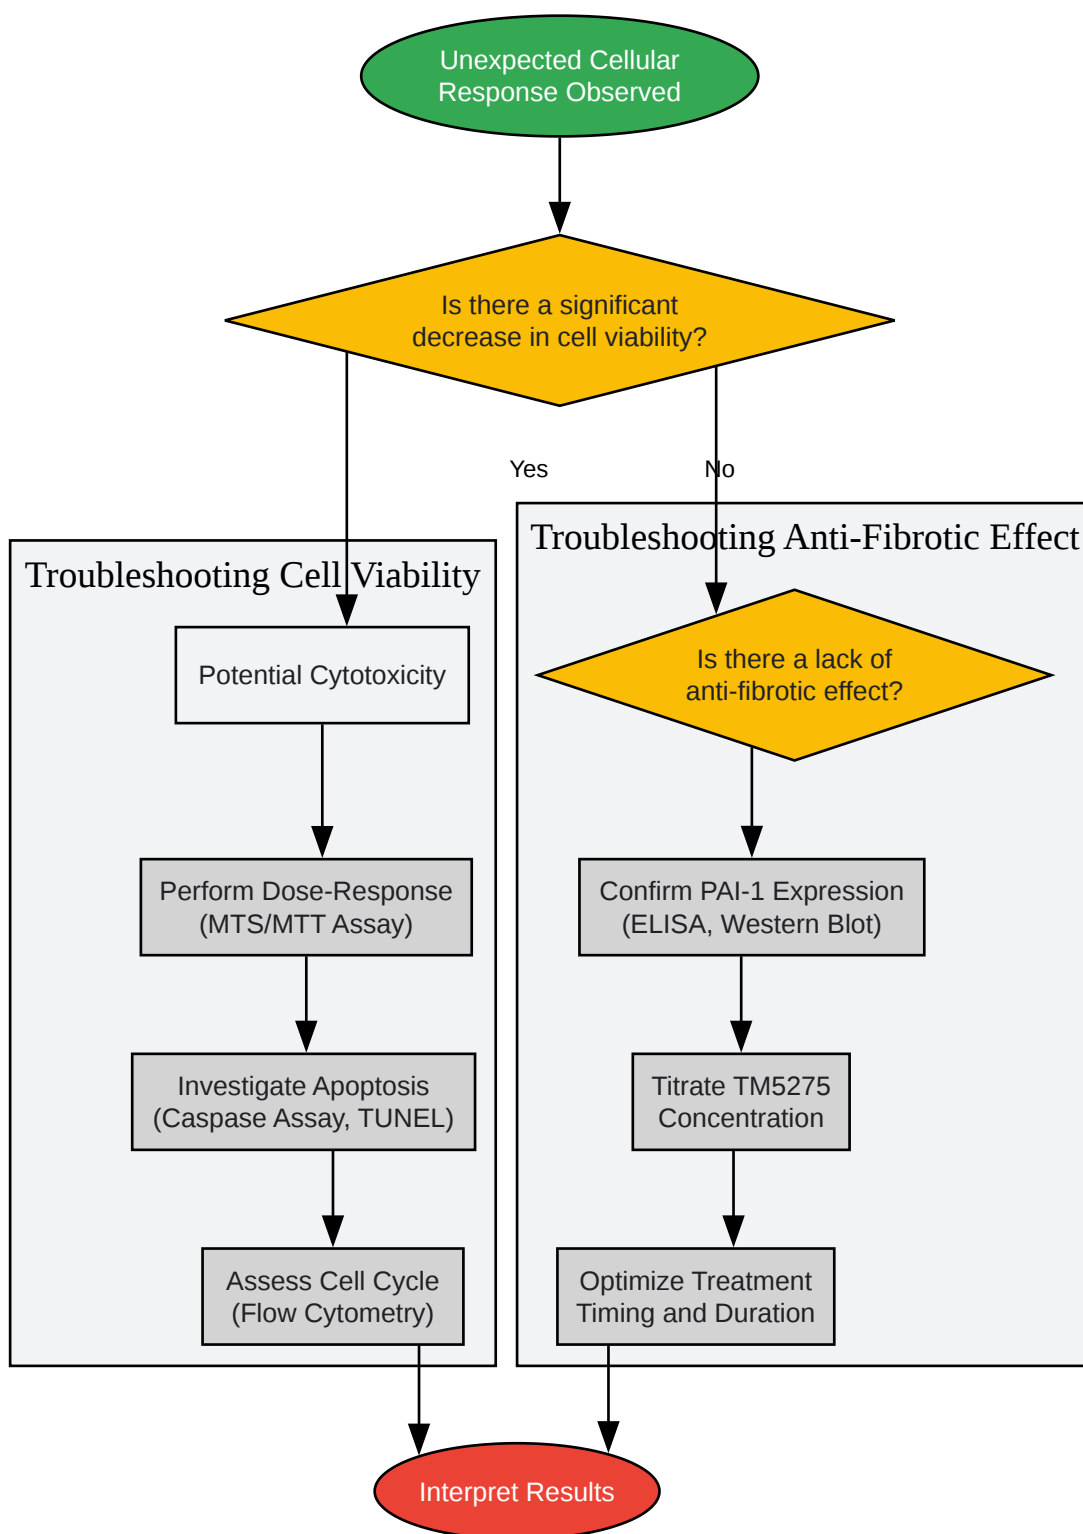 Unexpected Cellular
Response Observed
Is there a significant
decrease in cell viability?
Yes
No
Troubleshooting Cell Viability
Potential Cytotoxicity
Perform Dose-Response
(MTS/MTT Assay)
Investigate Apoptosis
(Caspase Assay, TUNEL)
Assess Cell Cycle
(Flow Cytometry)
Troubleshooting Anti-Fibrotic Effect
Is there a lack of
anti-fibrotic effect?
Confirm PAI-1 Expression
(ELISA, Western Blot)
Titrate TM5275
Concentration
Optimize Treatment
Timing and Duration
Interpret Results